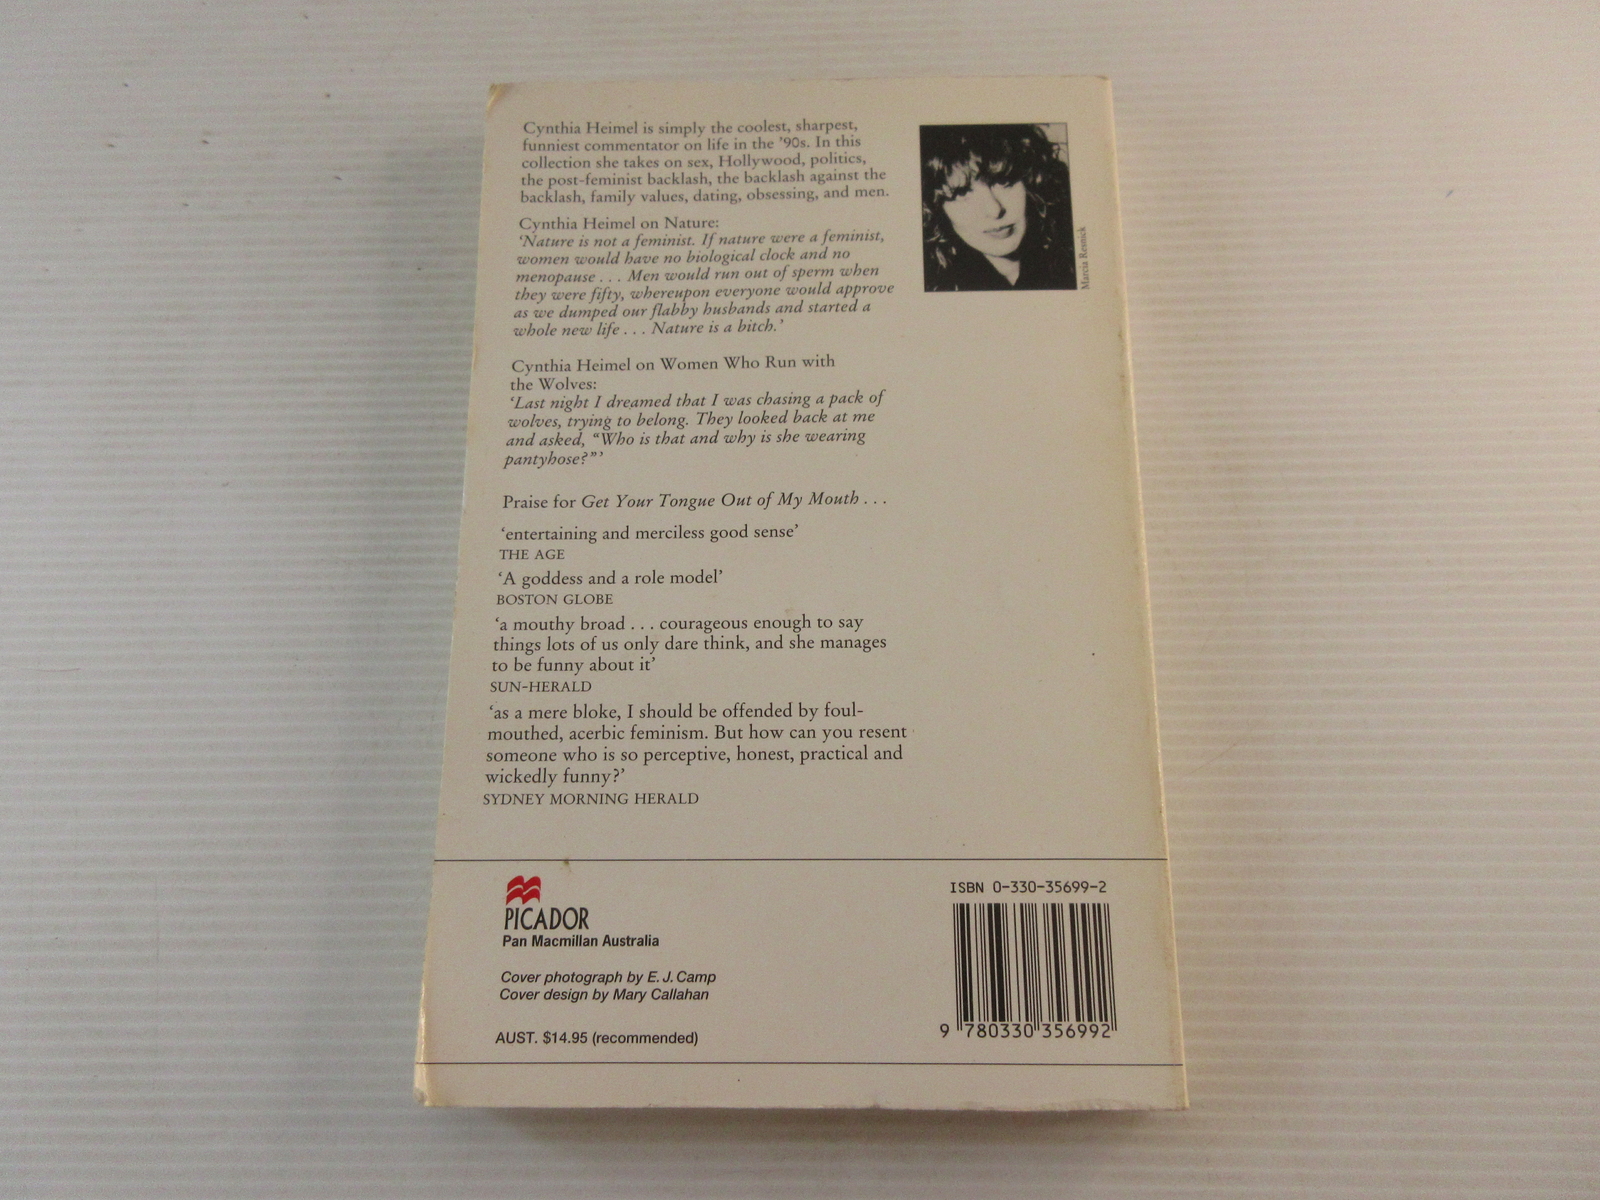 Cynthia Heimel is simply the coolest, sharpest,
funniest commentator on life in the '90s. In this
collection she takes on sex, Hollywood, politics,
the post-feminist backlash, the backlash against the
backlash, family values, dating, obsessing, and men.
Cynthia Heimel on Nature:
'Nature is not a feminist. If nature were a feminist,
women would have no biological clock and no
menopause . . . Men would run out of sperm when
they were fifty, whereupon everyone would approve
as we dumped our flabby husbands and started a
whole new life . . . Nature is a bitch.'
Cynthia Heimel on Women Who Run with
the Wolves:
'Last night I dreamed that I was chasing a pack of
wolves, trying to belong. They looked back at me
and asked, "Who is that and why is she wearing
pantyhose?"'
Praise for Get Your Tongue Out of My Mouth . . .
'entertaining and merciless good sense'
THE AGE
'A goddess and a role model'
BOSTON GLOBE
'a mouthy broad . . . courageous enough to say
things lots of us only dare think, and she manages
to be funny about it'
SUN-HERALD
'as a mere bloke, I should be offended by foul-
mouthed, acerbic feminism. But how can you resent
someone who is so perceptive, honest, practical and
wickedly funny?'
SYDNEY MORNING HERALD
Marcia Resnick
PICADOR
Pan Macmillan Australia
Cover photograph by E. J. Camp
Cover design by Mary Callahan
AUST. $14.95 (recommended)
ISBN 0-330-35699-2
9 780330 356992